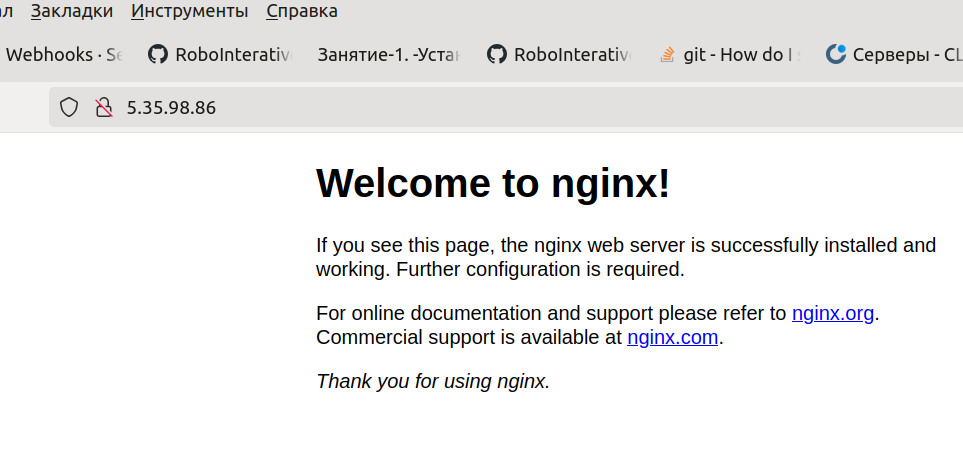 ал Закладки Инструменты Справка
Webhooks · Se RoboInterativ Занятие-1. -Устан RoboInterativ git - How do I s Серверы - CL
5.35.98.86
Welcome to nginx!
If you see this page, the nginx web server is successfully installed and
working. Further configuration is required.
For online documentation and support please refer to nginx.org.
Commercial support is available at nginx.com.
Thank you for using nginx.